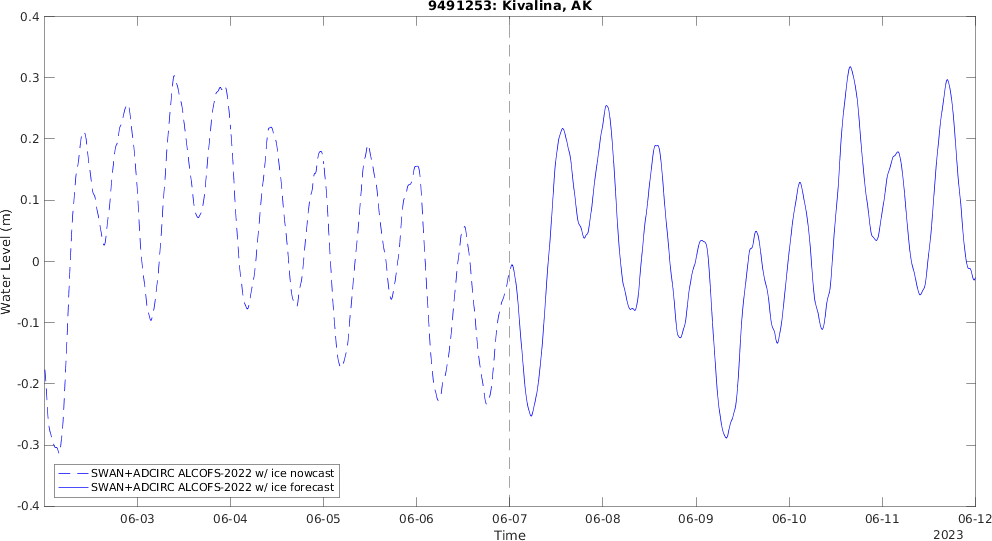 9491253: Kivalina, AK
0.4
0.3
0.2
0.1
0
-0.1
-0.2
-0.3
-0.4
Water Level (m)
SWAN+ADCIRC ALCOFS-2022 w/ ice nowcast
SWAN+ADCIRC ALCOFS-2022 w/ ice forecast
06-03 06-04 06-05 06-06 06-07 06-08 06-09 06-10 06-11 06-12
Time
2023